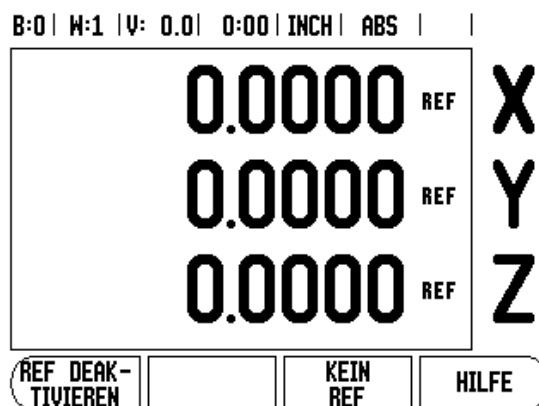 B:0 | W:1 | V: 0.0 | 0:00 | INCH | ABS | |
0.0000 REF X
0.0000 REF Y
0.0000 REF Z
REF DEAK-
TIVIEREN
KEIN
REF
HILFE